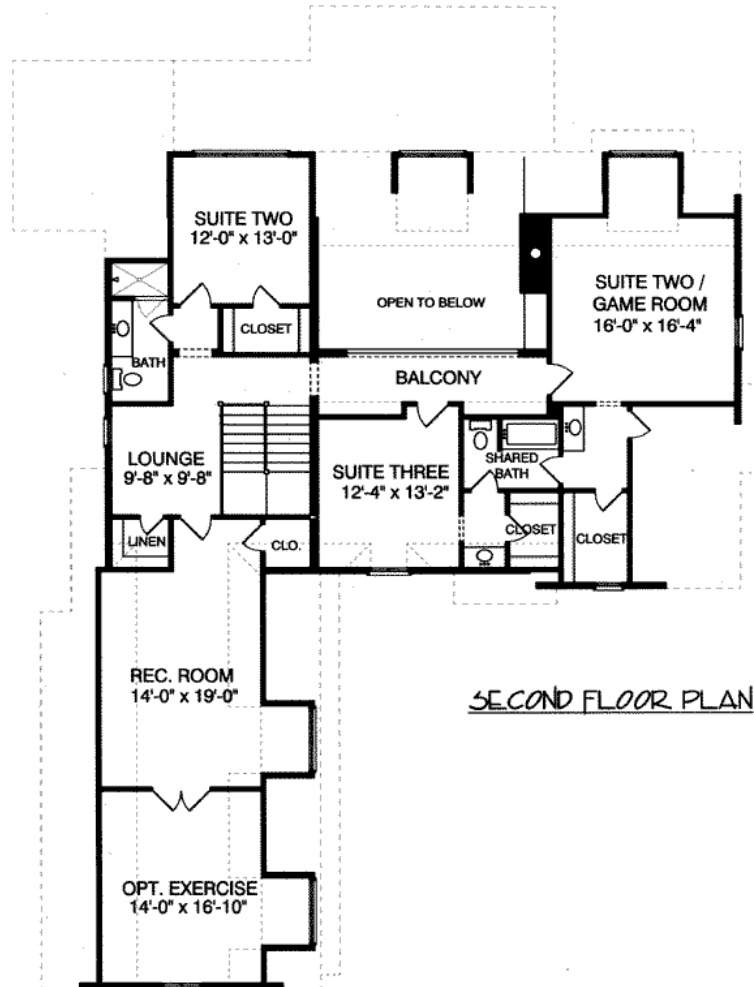 SUITE TWO
12'-0" x 13'-0"
SUITE TWO /
GAME ROOM
16'-0" x 16'-4"
OPEN TO BELOW
CLOSET
BATH
BALCONY
LOUNGE
9'-8" x 9'-8"
SUITE THREE
12'-4" x 13'-2"
SHARED
BATH
LINEN
CLO.
CLOSET
CLOSET
REC. ROOM
14'-0" x 19'-0"
SECOND FLOOR PLAN
OPT. EXERCISE
14'-0" x 16'-10"